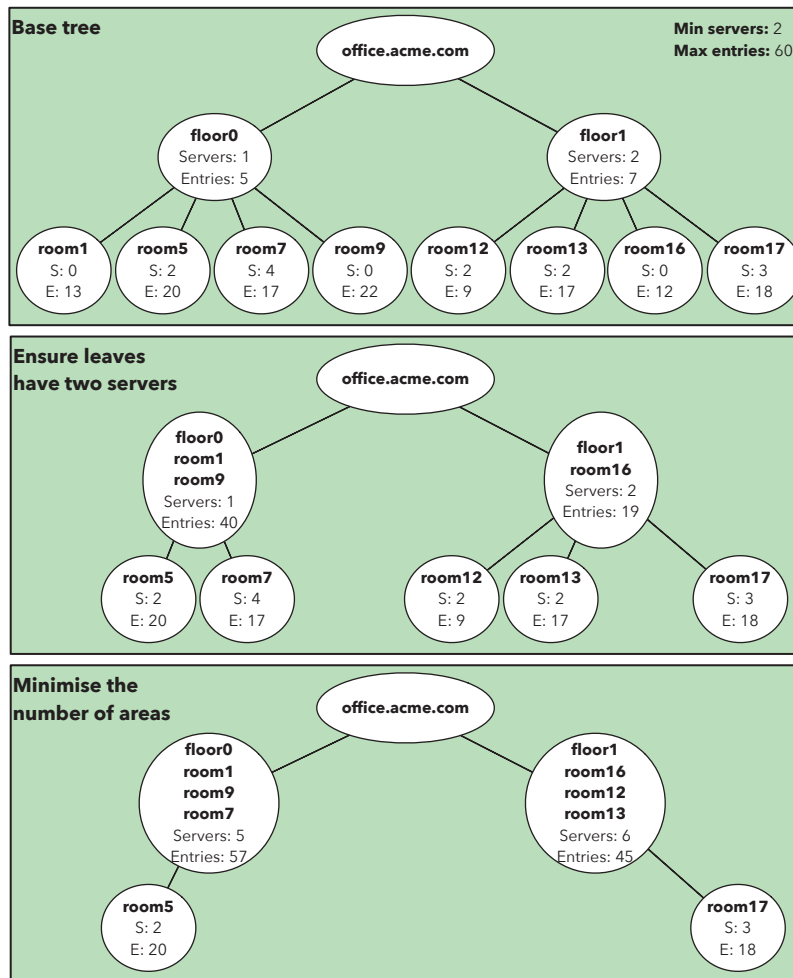 Base tree
office.acme.com
Min servers: 2
Max entries: 60
floor0
Servers: 1
Entries: 5
floor1
Servers: 2
Entries: 7
room1
S: 0
E: 13
room5
S: 2
E: 20
room7
S: 4
E: 17
room9
S: 0
E: 22
room12
S: 2
E: 9
room13
S: 2
E: 17
room16
S: 0
E: 12
room17
S: 3
E: 18
Ensure leaves
have two servers
office.acme.com
floor0
room1
room9
Servers: 1
Entries: 40
floor1
room16
Servers: 2
Entries: 19
room5
S: 2
E: 20
room7
S: 4
E: 17
room12
S: 2
E: 9
room13
S: 2
E: 17
room17
S: 3
E: 18
Minimise the
number of areas
office.acme.com
floor0
room1
room9
room7
Servers: 5
Entries: 57
floor1
room16
room12
room13
Servers: 6
Entries: 45
room5
S: 2
E: 20
room17
S: 3
E: 18